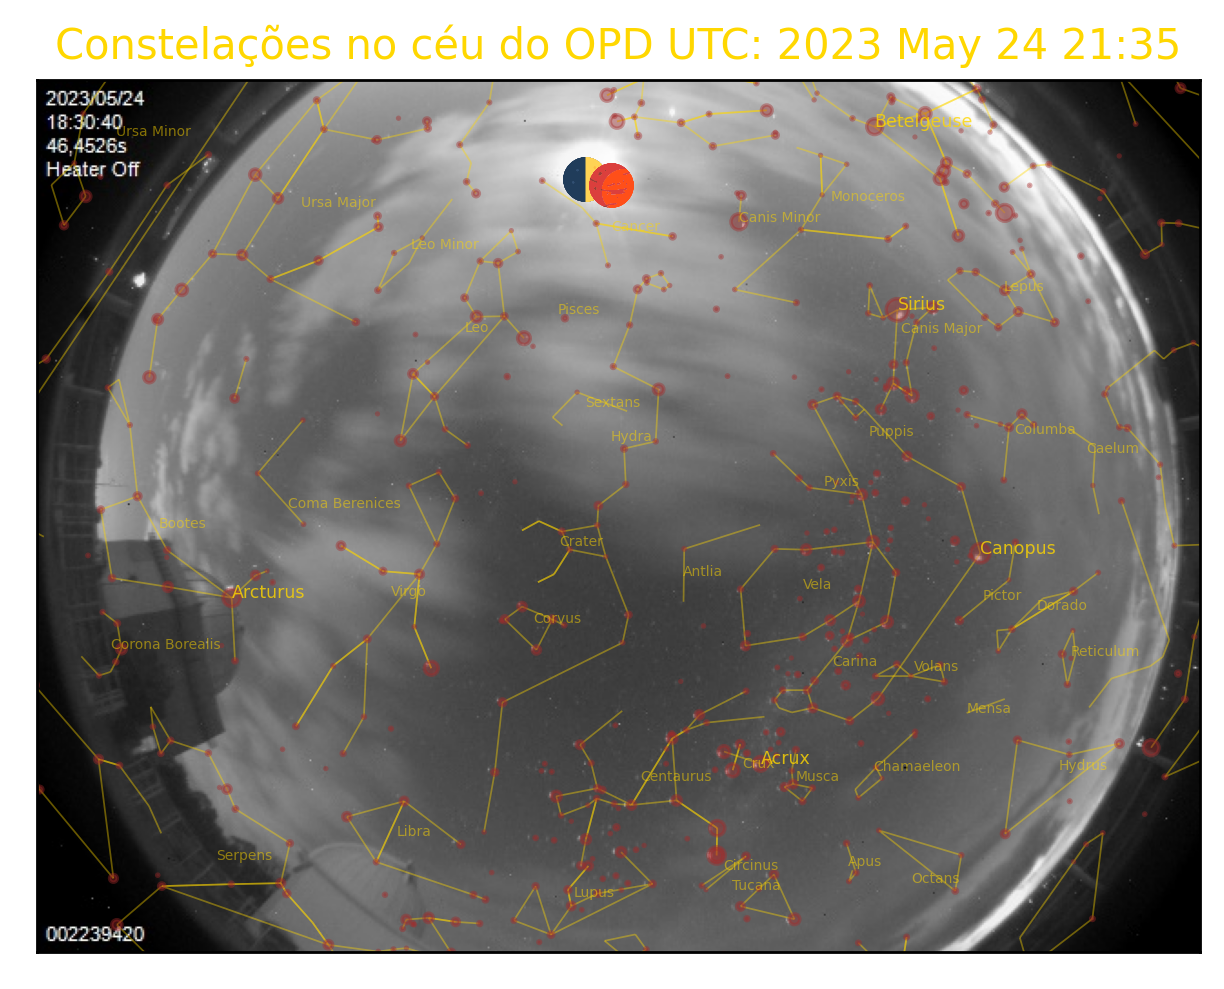 Constelações no céu do OPD UTC: 2023 May 24 21:35
2023/05/24
18:30:40
46,4526s
Heater Off
Ursa Minor
Betelgeuse
Ursa Major
Monoceros
Canis Minor
Cancer
Leo Minor
Lepus
Sirius
Pisces
Leo
Canis Major
Sextans
Puppis
Columba
Hydra
Caelum
Pyxis
Coma Berenices
Bootes
Crater
Canopus
Antlia
Vela
Arcturus
Virgo
Pictor
Dorado
Corvus
Corona Borealis
Reticulum
Carina
Volans
Mensa
Acrux
Crux
Centaurus
Musca
Chamaeleon
Hydrus
Libra
Serpens
Circinus
Apus
Tucana
Octans
Lupus
002239420